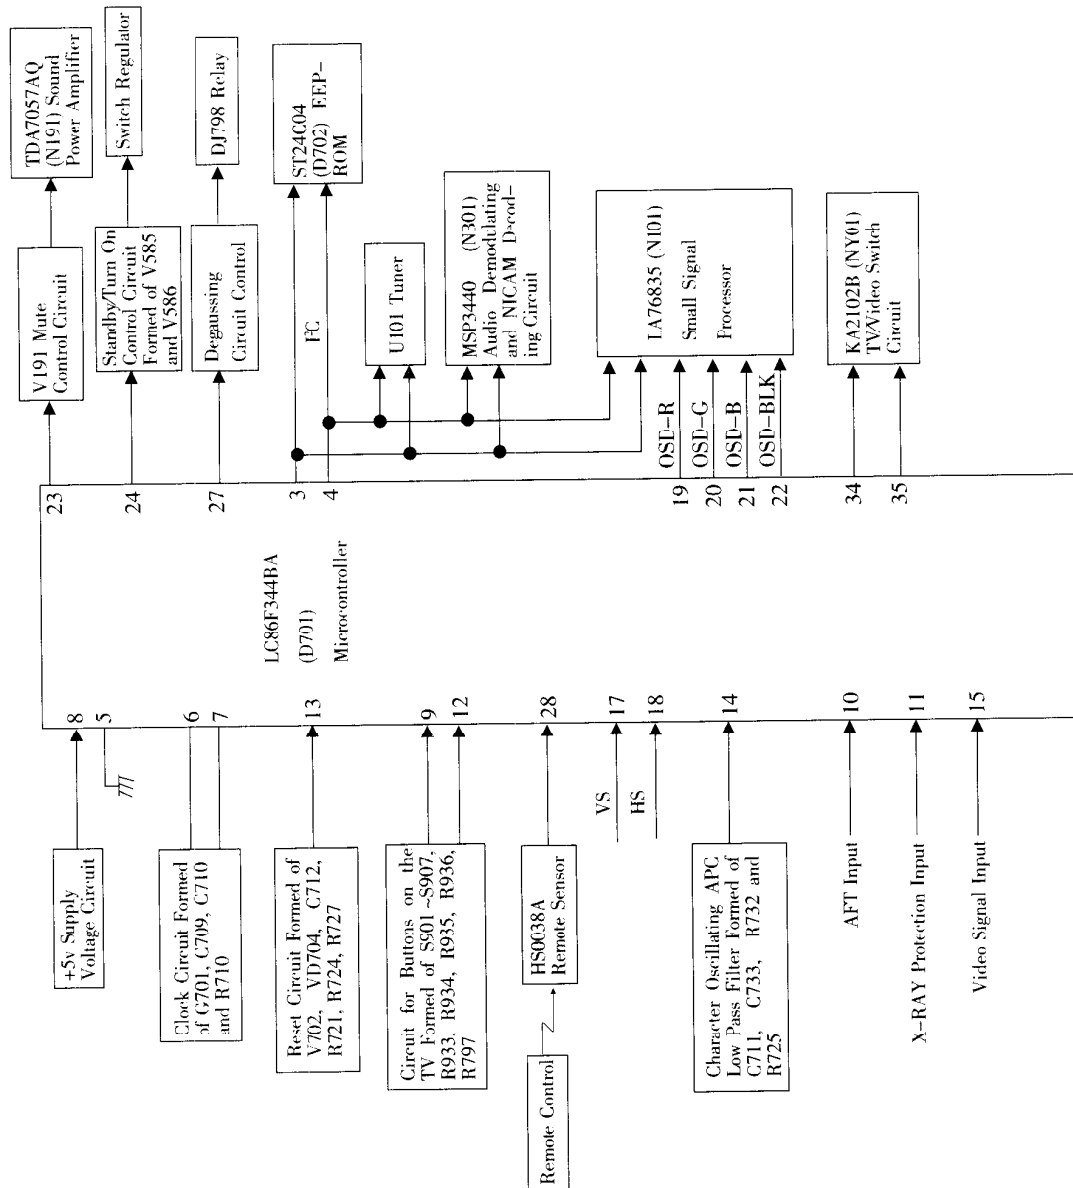 TDA7057AQ
(N191) Sound
Power Amplifier
Switch Regulator
DJ798 Relay
ST24C04
(D702) EEP-
ROM
V191 Mute
Control Circuit
Standby/Turn On
Control Circuit
Formed of V585
and V586
Degaussing
Circuit Control
I²C
U101 Tuner
MSP3440 (N301)
Audio Demodulating
and NICAM Decod-
ing Circuit
LA76835 (N101)
Small Signal
Processor
KA2102B (NY01)
TV/Video Switch
Circuit
OSD-R
OSD-G
OSD-B
OSD-BLK
23
24
27
3
4
19
20
21
22
34
35
LC86F344BA
(D701)
Microcontroller
8
5
6
7
13
9
12
28
17
18
14
10
11
15
VS
HS
+5v Supply
Voltage Circuit
Clock Circuit Formed
of G701, C709, C710
and R710
Reset Circuit Formed of
V702, VD704, C712,
R721, R724, R727
Circuit for Buttons on the
TV Formed of S901~S907,
R933. R934, R935, R936,
R797
HS0038A
Remote Sensor
Remote Control
Character Oscillating APC
Low Pass Filter Formed of
C711, C733, R732 and
R725
AFT Input
X-RAY Protection Input
Video Signal Input